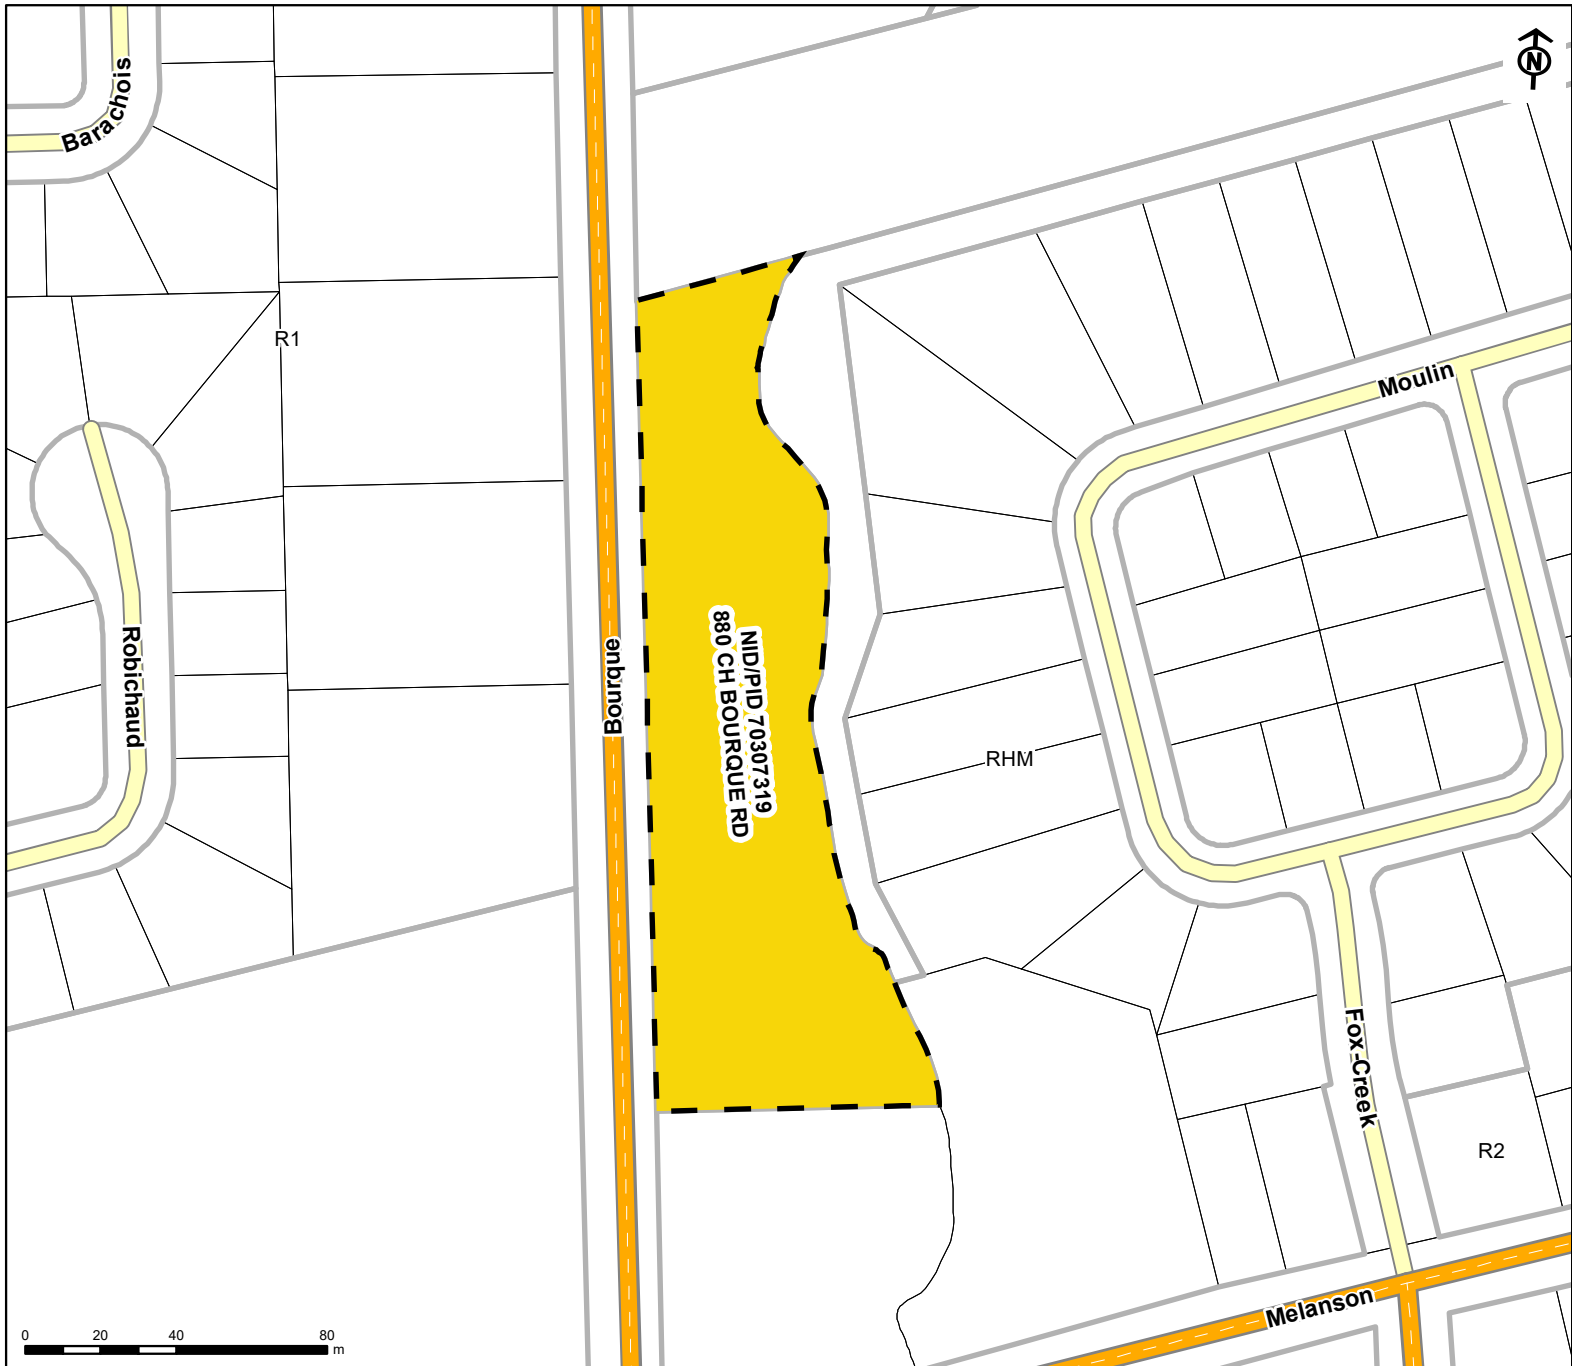 Barachois
N
R1
Moulin
Robichaud
Bourque
NID/PID 70307319
880 CH BOURQUE RD
RHM
Fox-Creek
R2
Melanson
0 20 40 80
m